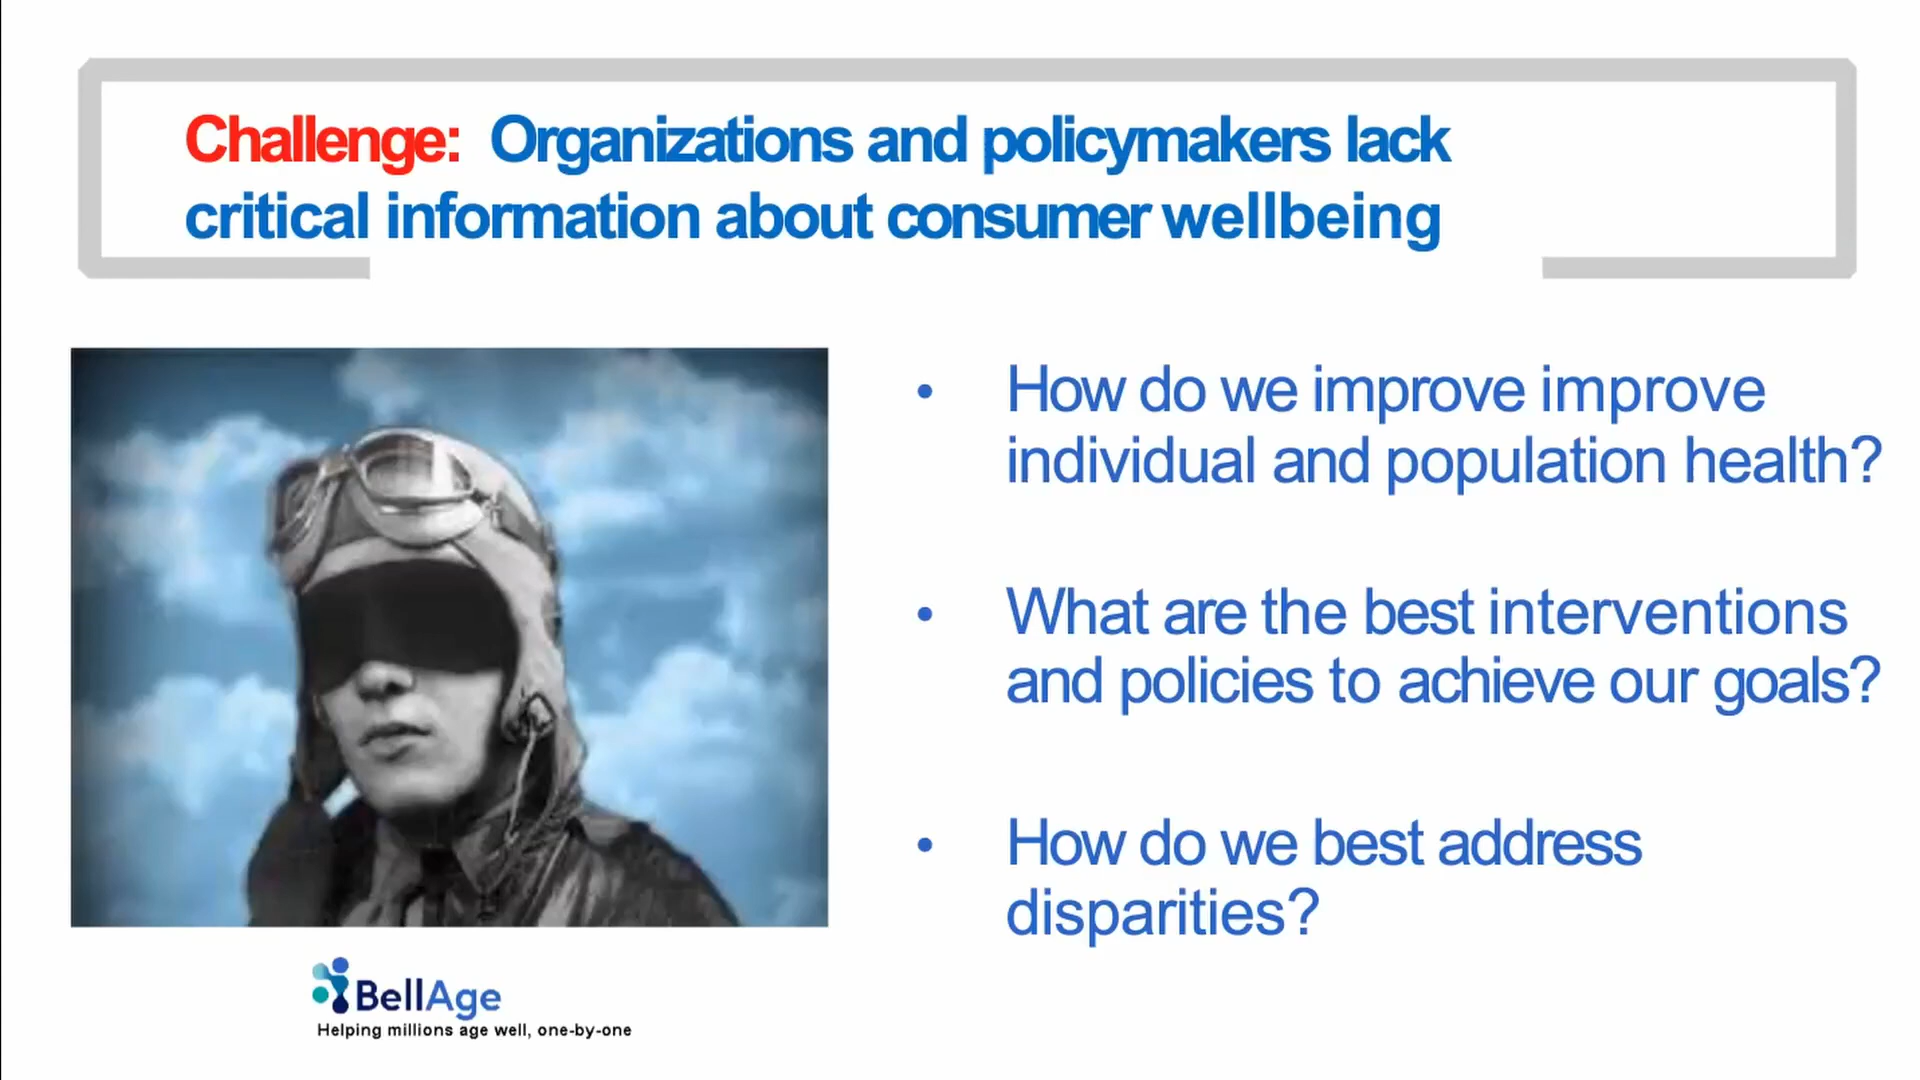 Challenge: Organizations and policymakers lack
critical information about consumer wellbeing
• How do we improve improve
individual and population health?
• What are the best interventions
and policies to achieve our goals?
• How do we best address
disparities?
BellAge
Helping millions age well, one-by-one